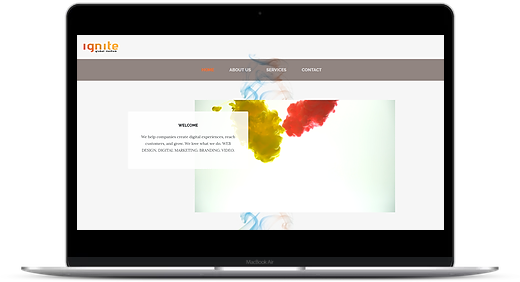 ignite
HOME ABOUT US SERVICES CONTACT
WELCOME
We help companies create digital experiences, reach
customers, and grow. We love what we do. WEB
DESIGN. DIGITAL MARKETING. BRANDING. VIDEO.
MacBook Air